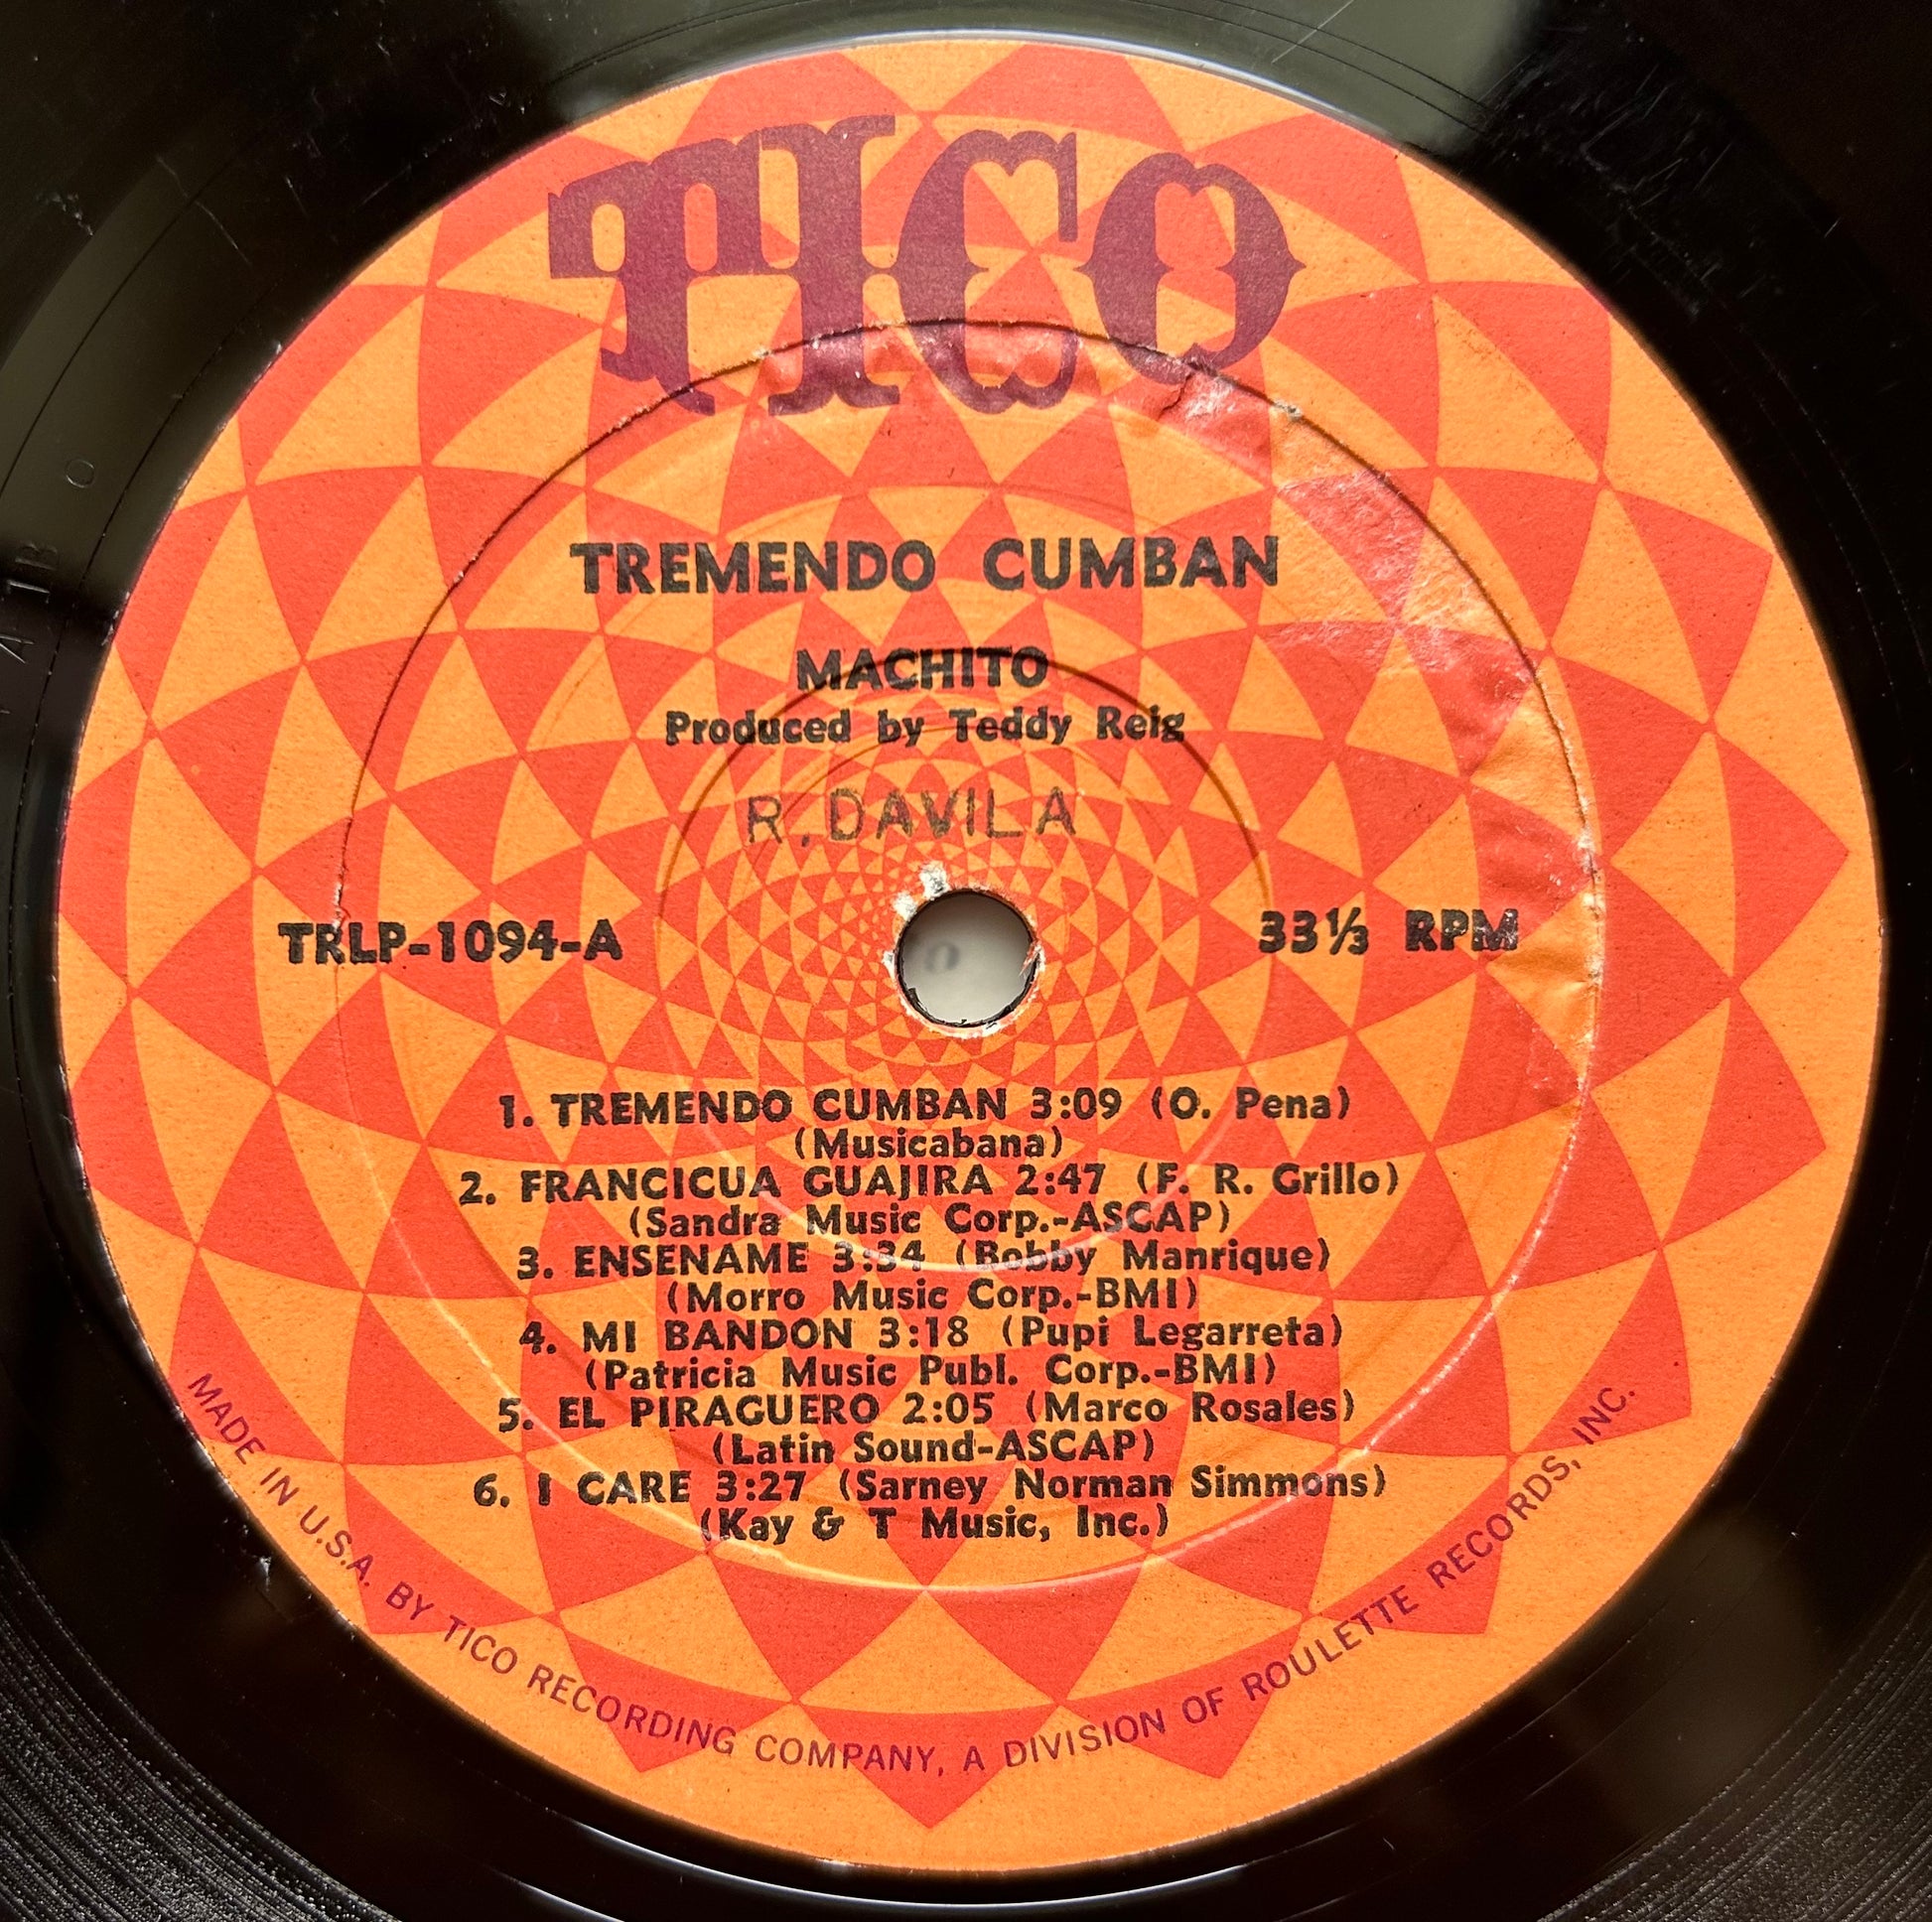 TICO
TREMENDO CUMBAN
MACHITO
Produced by Teddy Reig
R. DAVILA
TRLP-1094-A
33⅓ RPM
1. TREMENDO CUMBAN 3:09 (O. Pena)
(Musicabana)
2. FRANCICUA GUAJIRA 2:47 (F. R. Grillo)
(Sandra Music Corp.-ASCAP)
3. ENSENAME 3:34 (Bobby Manrique)
(Morro Music Corp.-BMI)
4. MI BANDON 3:18 (Pupi Legarreta)
(Patricia Music Publ. Corp.-BMI)
5. EL PIRAGUERO 2:05 (Marco Rosales)
(Latin Sound-ASCAP)
6. I CARE 3:27 (Sarney Norman Simmons)
(Kay & T Music, Inc.)
MADE IN U.S.A. BY TICO RECORDING COMPANY, A DIVISION OF ROULETTE RECORDS, INC.